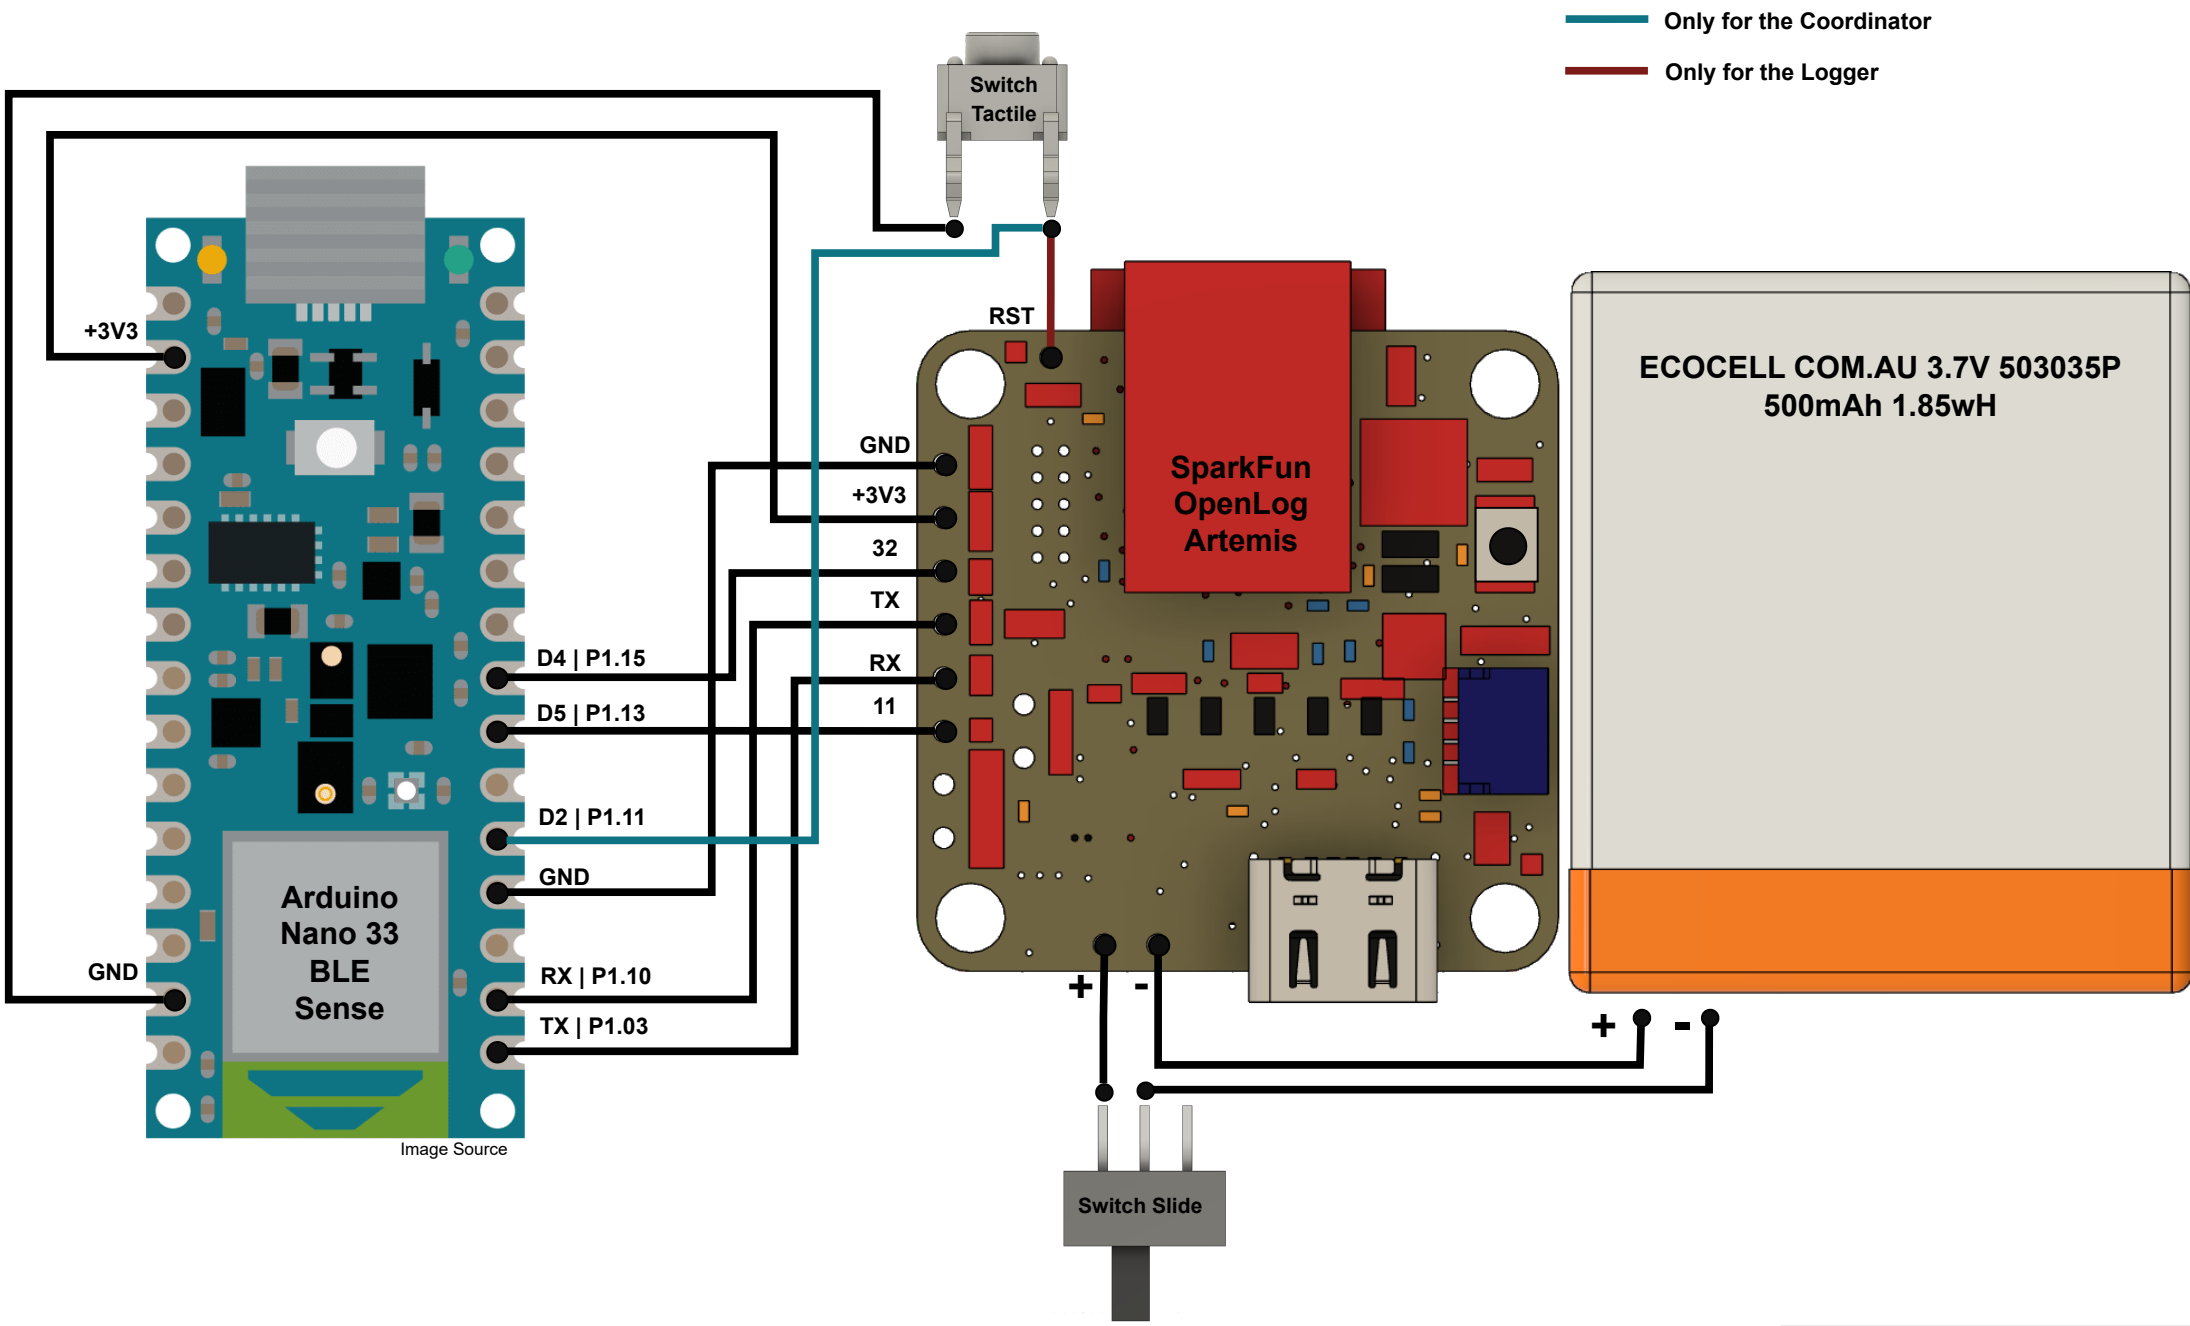 Only for the Coordinator
Only for the Logger
Switch
Tactile
+3V3
RST
GND
+3V3
32
TX
RX
11
D4 | P1.15
D5 | P1.13
D2 | P1.11
GND
RX | P1.10
TX | P1.03
GND
Arduino
Nano 33
BLE
Sense
Image Source
SparkFun
OpenLog
Artemis
ECOCELL COM.AU 3.7V 503035P
500mAh 1.85wH
+ -
+ -
Switch Slide